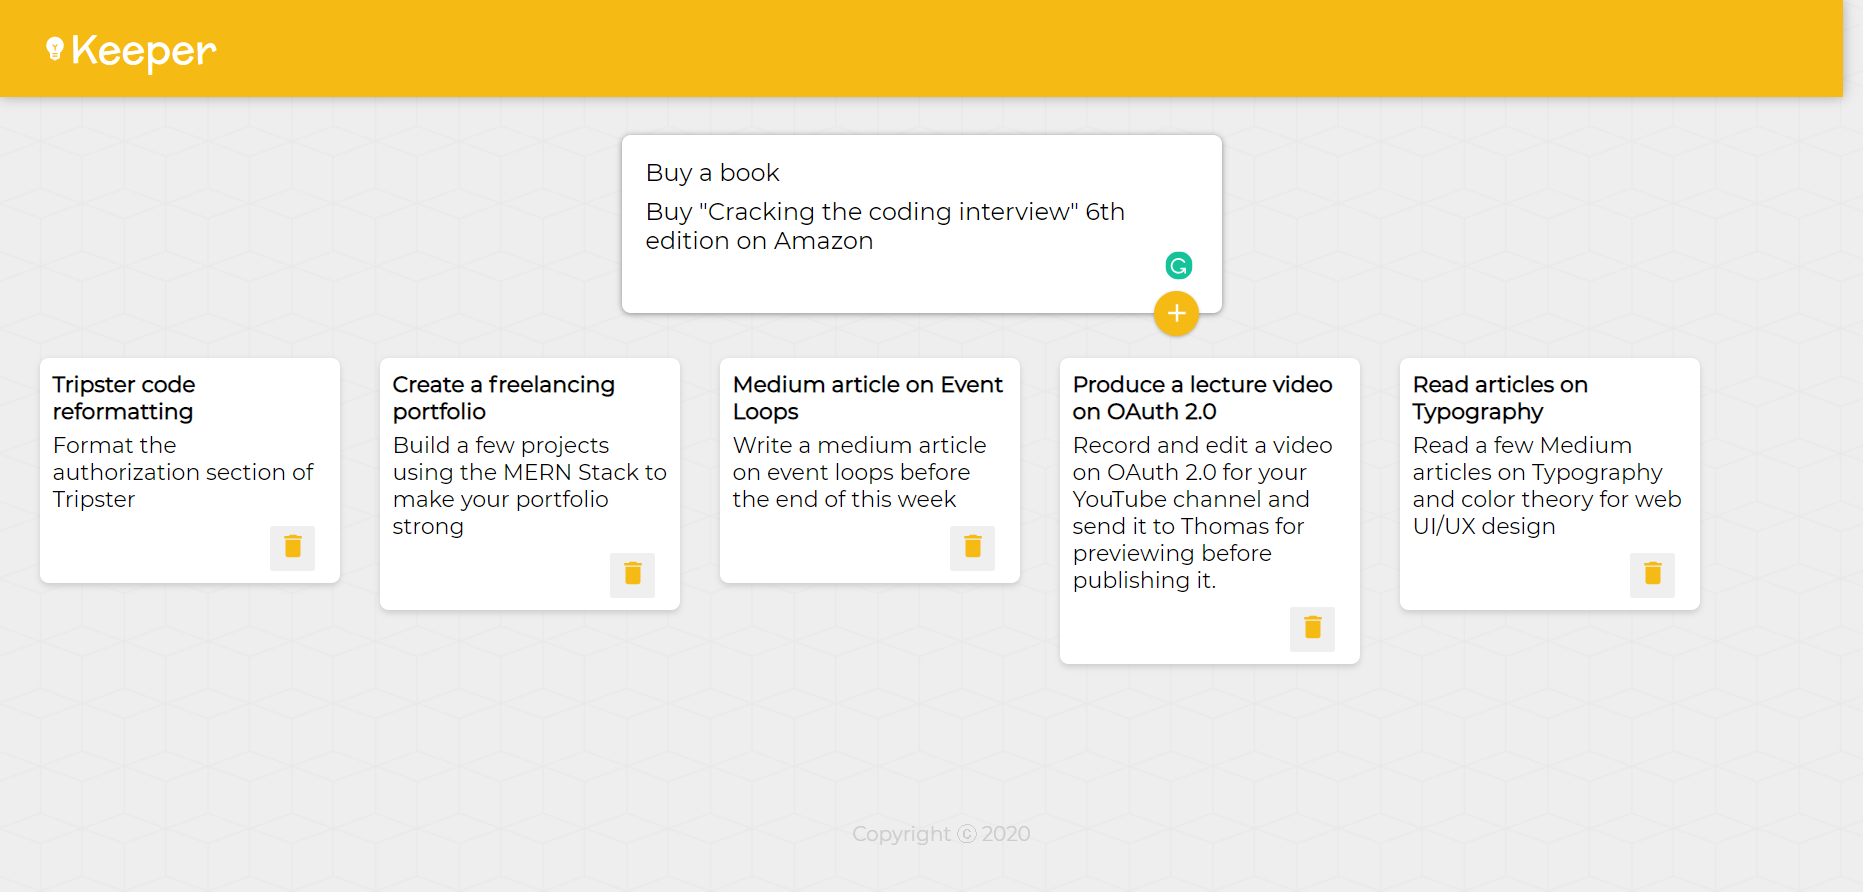 Keeper
Buy a book
Buy "Cracking the coding interview" 6th
edition on Amazon
Tripster code
reformatting
Format the
authorization section of
Tripster
Create a freelancing
portfolio
Build a few projects
using the MERN Stack to
make your portfolio
strong
Medium article on Event
Loops
Write a medium article
on event loops before
the end of this week
Produce a lecture video
on OAuth 2.0
Record and edit a video
on OAuth 2.0 for your
YouTube channel and
send it to Thomas for
previewing before
publishing it.
Read articles on
Typography
Read a few Medium
articles on Typography
and color theory for web
UI/UX design
Copyright ⓒ 2020